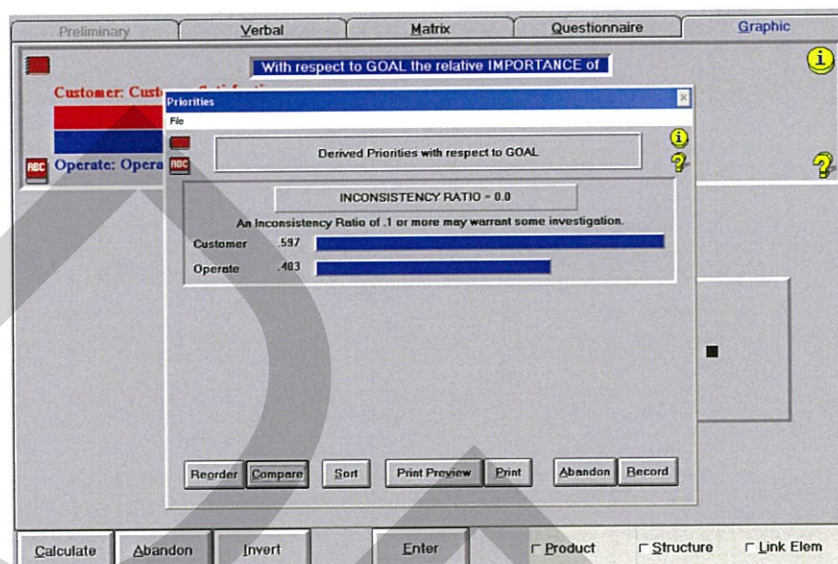 Preliminary Verbal Matrix Questionnaire Graphic
With respect to GOAL the relative IMPORTANCE of
Customer: Cust
Priorities
File
Derived Priorities with respect to GOAL
ABC Operate: Opera ABC
INCONSISTENCY RATIO = 0.0
An Inconsistency Ratio of .1 or more may warrant some investigation.
Customer .597
Operate .403
Reorder Compare Sort Print Preview Print Abandon Record
Calculate Abandon Invert Enter Product Structure Link Elem